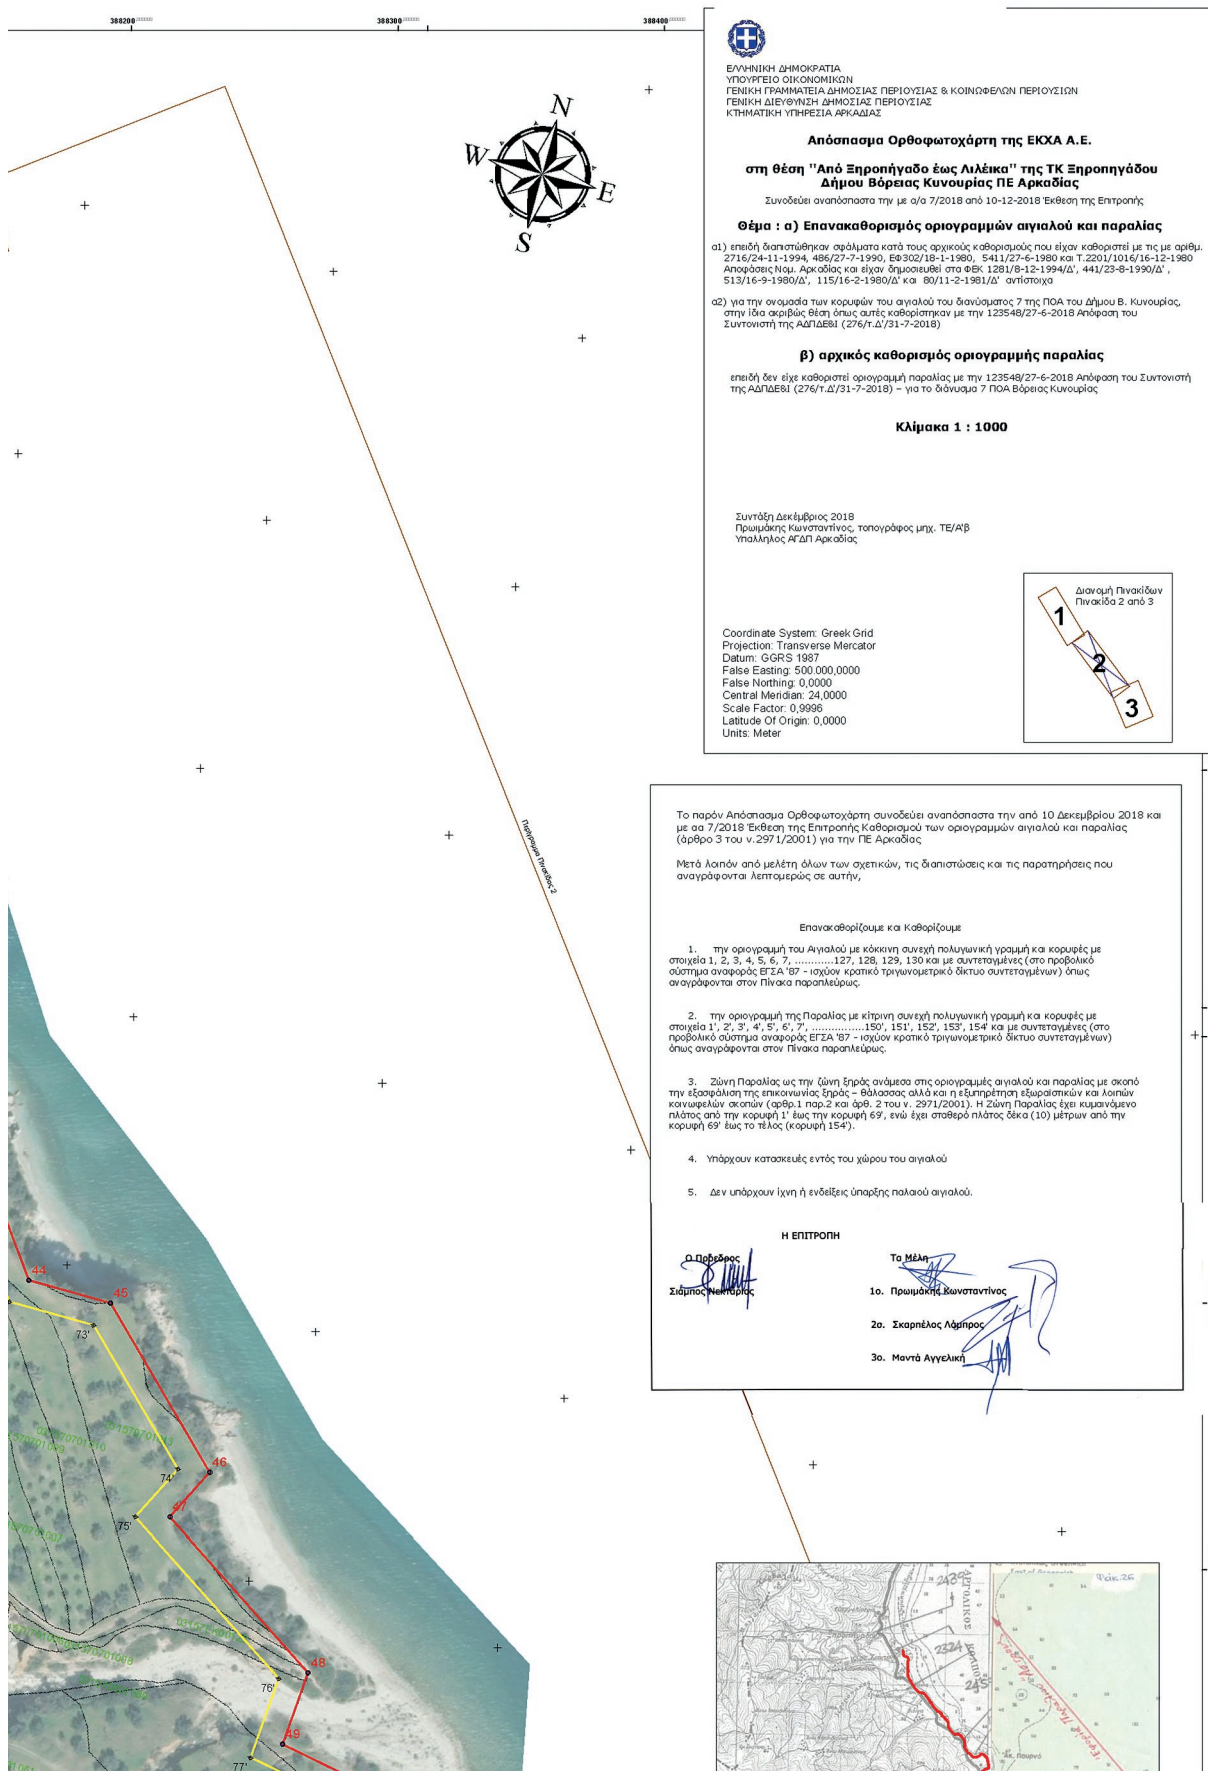 388200
388300
388400
N
W
E
S
ΕΛΛΗΝΙΚΗ ΔΗΜΟΚΡΑΤΙΑ
ΥΠΟΥΡΓΕΙΟ ΟΙΚΟΝΟΜΙΚΩΝ
ΓΕΝΙΚΗ ΓΡΑΜΜΑΤΕΙΑ ΔΗΜΟΣΙΑΣ ΠΕΡΙΟΥΣΙΑΣ & ΚΟΙΝΩΦΕΛΩΝ ΠΕΡΙΟΥΣΙΩΝ
ΓΕΝΙΚΗ ΔΙΕΥΘΥΝΣΗ ΔΗΜΟΣΙΑΣ ΠΕΡΙΟΥΣΙΑΣ
ΚΤΗΜΑΤΙΚΗ ΥΠΗΡΕΣΙΑ ΑΡΚΑΔΙΑΣ
Απόσπασμα Ορθοφωτοχάρτη της ΕΚΧΑ Α.Ε.
στη θέση ''Από Ξηροπήγαδο έως Λιλέικα'' της ΤΚ Ξηροπηγάδου
Δήμου Βόρειας Κυνουρίας ΠΕ Αρκαδίας
Συνοδεύει αναπόσπαστα την με α/α 7/2018 από 10-12-2018 Έκθεση της Επιτροπής
Θέμα : α) Επανακαθορισμός οριογραμμών αιγιαλού και παραλίας
α1) επειδή διαπιστώθηκαν σφάλματα κατά τους αρχικούς καθορισμούς που είχαν καθοριστεί με τις με αριθμ.
2716/24-11-1994, 486/27-7-1990, ΕΦ302/18-1-1980, 5411/27-6-1980 και Τ.2201/1016/16-12-1980
Αποφάσεις Νομ. Αρκαδίας και είχαν δημοσιευθεί στα ΦΕΚ 1281/8-12-1994/Δ', 441/23-8-1990/Δ' ,
513/16-9-1980/Δ', 115/16-2-1980/Δ' και 80/11-2-1981/Δ' αντίστοιχα
α2) για την ονομασία των κορυφών του αιγιαλού του διανύσματος 7 της ΠΟΑ του Δήμου Β. Κυνουρίας,
στην ίδια ακριβώς θέση όπως αυτές καθορίστηκαν με την 123548/27-6-2018 Απόφαση του
Συντονιστή της ΑΔΠΔΕ&Ι (276/τ.Δ'/31-7-2018)
β) αρχικός καθορισμός οριογραμμής παραλίας
επειδή δεν είχε καθοριστεί οριογραμμή παραλίας με την 123548/27-6-2018 Απόφαση του Συντονιστή
της ΑΔΠΔΕ&Ι (276/τ.Δ'/31-7-2018) – για το διάνυσμα 7 ΠΟΑ Βόρειας Κυνουρίας
Κλίμακα 1 : 1000
Συντάξη Δεκέμβριος 2018
Πρωιμάκης Κωνσταντίνος, τοπογράφος μηχ. ΤΕ/Α'β
Υπαλληλος ΑΓΔΠ Αρκαδίας
Διανομή Πινακίδων
Πινακίδα 2 από 3
1
2
3
Coordinate System: Greek Grid
Projection: Transverse Mercator
Datum: GGRS 1987
False Easting: 500.000,0000
False Northing: 0,0000
Central Meridian: 24,0000
Scale Factor: 0,9996
Latitude Of Origin: 0,0000
Units: Meter
Περίγραμμα Πινακίδας 2
Το παρόν Απόσπασμα Ορθοφωτοχάρτη συνοδεύει αναπόσπαστα την από 10 Δεκεμβρίου 2018 και
με αα 7/2018 Έκθεση της Επιτροπής Καθορισμού των οριογραμμών αιγιαλού και παραλίας
(άρθρο 3 του ν.2971/2001) για την ΠΕ Αρκαδίας
Μετά λοιπόν από μελέτη όλων των σχετικών, τις διαπιστώσεις και τις παρατηρήσεις που
αναγράφονται λεπτομερώς σε αυτήν,
Επανακαθορίζουμε και Καθορίζουμε
1. την οριογραμμή του Αιγιαλού με κόκκινη συνεχή πολυγωνική γραμμή και κορυφές με
στοιχεία 1, 2, 3, 4, 5, 6, 7, ............127, 128, 129, 130 και με συντεταγμένες (στο προβολικό
σύστημα αναφοράς ΕΓΣΑ '87 - ισχύον κρατικό τριγωνομετρικό δίκτυο συντεταγμένων) όπως
αναγράφονται στον Πίνακα παραπλεύρως.
2. την οριογραμμή της Παραλίας με κίτρινη συνεχή πολυγωνική γραμμή και κορυφές με
στοιχεία 1', 2', 3', 4', 5', 6', 7', ................150', 151', 152', 153', 154' και με συντεταγμένες (στο
προβολικό σύστημα αναφοράς ΕΓΣΑ '87 - ισχύον κρατικό τριγωνομετρικό δίκτυο συντεταγμένων)
όπως αναγράφονται στον Πίνακα παραπλεύρως.
3. Ζώνη Παραλίας ως την ζώνη ξηράς ανάμεσα στις οριογραμμές αιγιαλού και παραλίας με σκοπό
την εξασφάλιση της επικοινωνίας ξηράς – θάλασσας αλλά και η εξυπηρέτηση εξωραϊστικών και λοιπών
κοινωφελών σκοπών (αρθρ.1 παρ.2 και άρθ. 2 του ν. 2971/2001). Η Ζώνη Παραλίας έχει κυμαινόμενο
πλάτος από την κορυφή 1' έως την κορυφή 69', ενώ έχει σταθερό πλάτος δέκα (10) μέτρων από την
κορυφή 69' έως το τέλος (κορυφή 154').
4. Υπάρχουν κατασκευές εντός του χώρου του αιγιαλού
5. Δεν υπάρχουν ίχνη ή ενδείξεις ύπαρξης παλαιού αιγιαλού.
Η ΕΠΙΤΡΟΠΗ
Ο Πρόεδρος
Τα Μέλη
Σιάμπος Νεκτάριος
1ο. Πρωιμάκης Κωνσταντίνος
2ο. Σκαρπέλος Λάμπρος
3ο. Μαντά Αγγελική
44
45
73'
46
74'
47
75'
48
76'
49
77'
ΑΡΓΟΛΙΚΟΣ ΚΟΛΠΟΣ
2324
Ακ. Πουρνό